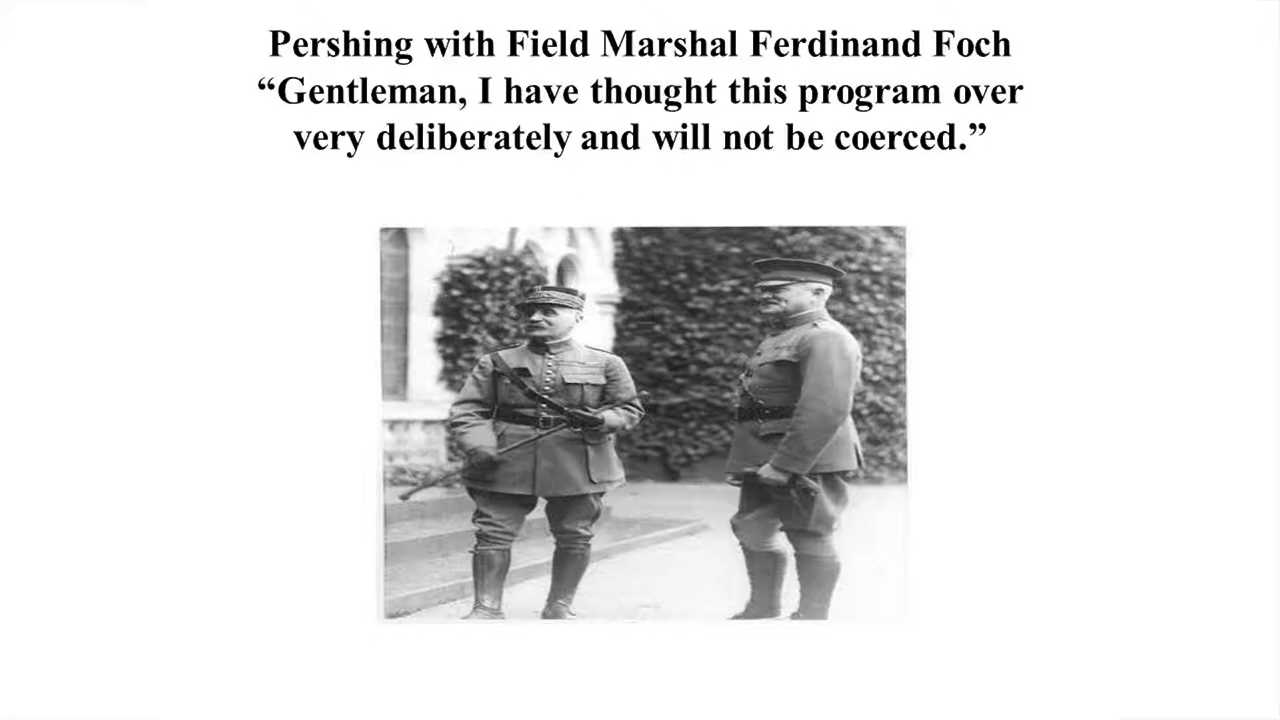 Pershing with Field Marshal Ferdinand Foch
“Gentleman, I have thought this program over
very deliberately and will not be coerced.”